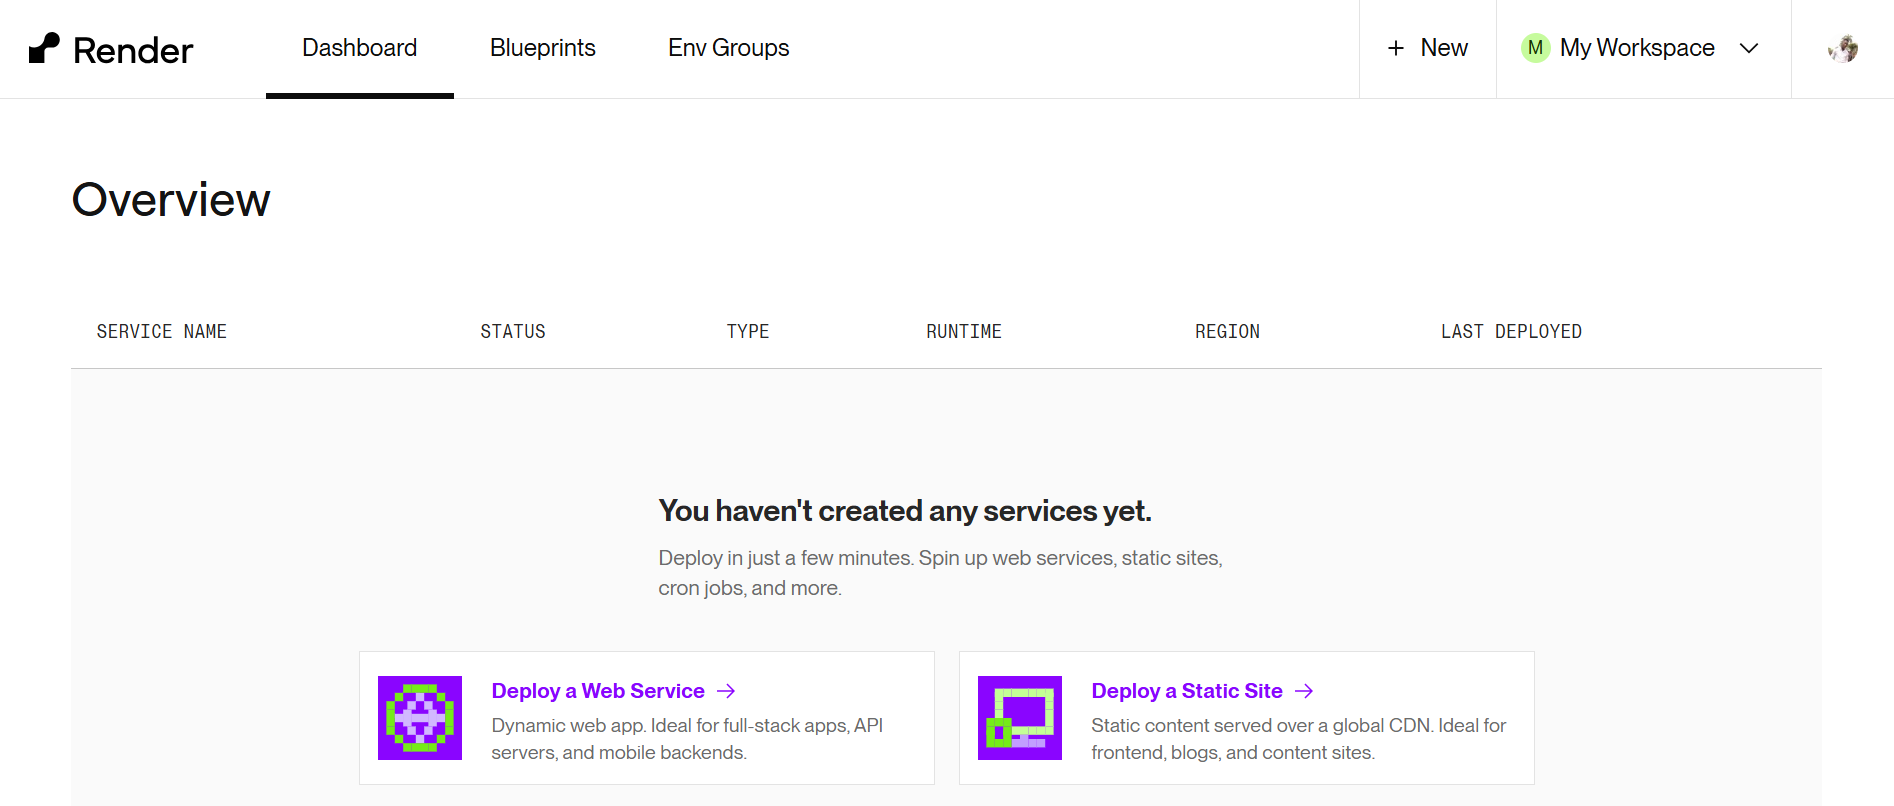 Render
Dashboard
Blueprints
Env Groups
+ New
M My Workspace
Overview
SERVICE NAME
STATUS
TYPE
RUNTIME
REGION
LAST DEPLOYED
You haven't created any services yet.
Deploy in just a few minutes. Spin up web services, static sites,
cron jobs, and more.
Deploy a Web Service →
Dynamic web app. Ideal for full-stack apps, API
servers, and mobile backends.
Deploy a Static Site →
Static content served over a global CDN. Ideal for
frontend, blogs, and content sites.